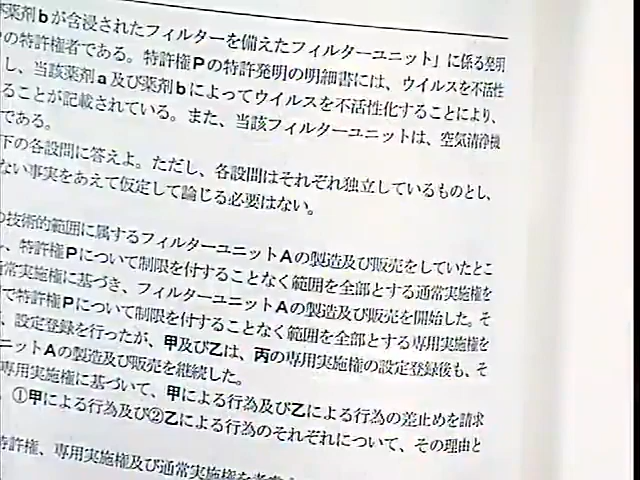 薬剤bが含浸されたフィルターを備えたフィルターユニット」に係る発明
の特許権者である。特許権Pの特許発明の明細書には、ウイルスを不活性
し、当該薬剤a及び薬剤bによってウイルスを不活性化することにより、
ることが記載されている。また、当該フィルターユニットは、空気清浄機
である。
下の各設問に答えよ。ただし、各設問はそれぞれ独立しているものとし、
ない事実をあえて仮定して論じる必要はない。
の技術的範囲に属するフィルターユニットAの製造及び販売をしていたとこ
、特許権Pについて制限を付することなく範囲を全部とする通常実施権を
通常実施権に基づき、フィルターユニットAの製造及び販売を開始した。そ
で特許権Pについて制限を付することなく範囲を全部とする専用実施権を
、設定登録を行ったが、甲及び乙は、丙の専用実施権の設定登録後も、そ
ニットAの製造及び販売を継続した。
専用実施権に基づいて、甲による行為及び乙による行為の差止めを請求
。①甲による行為及び②乙による行為のそれぞれについて、その理由と
特許権、専用実施権及び通常実施権を